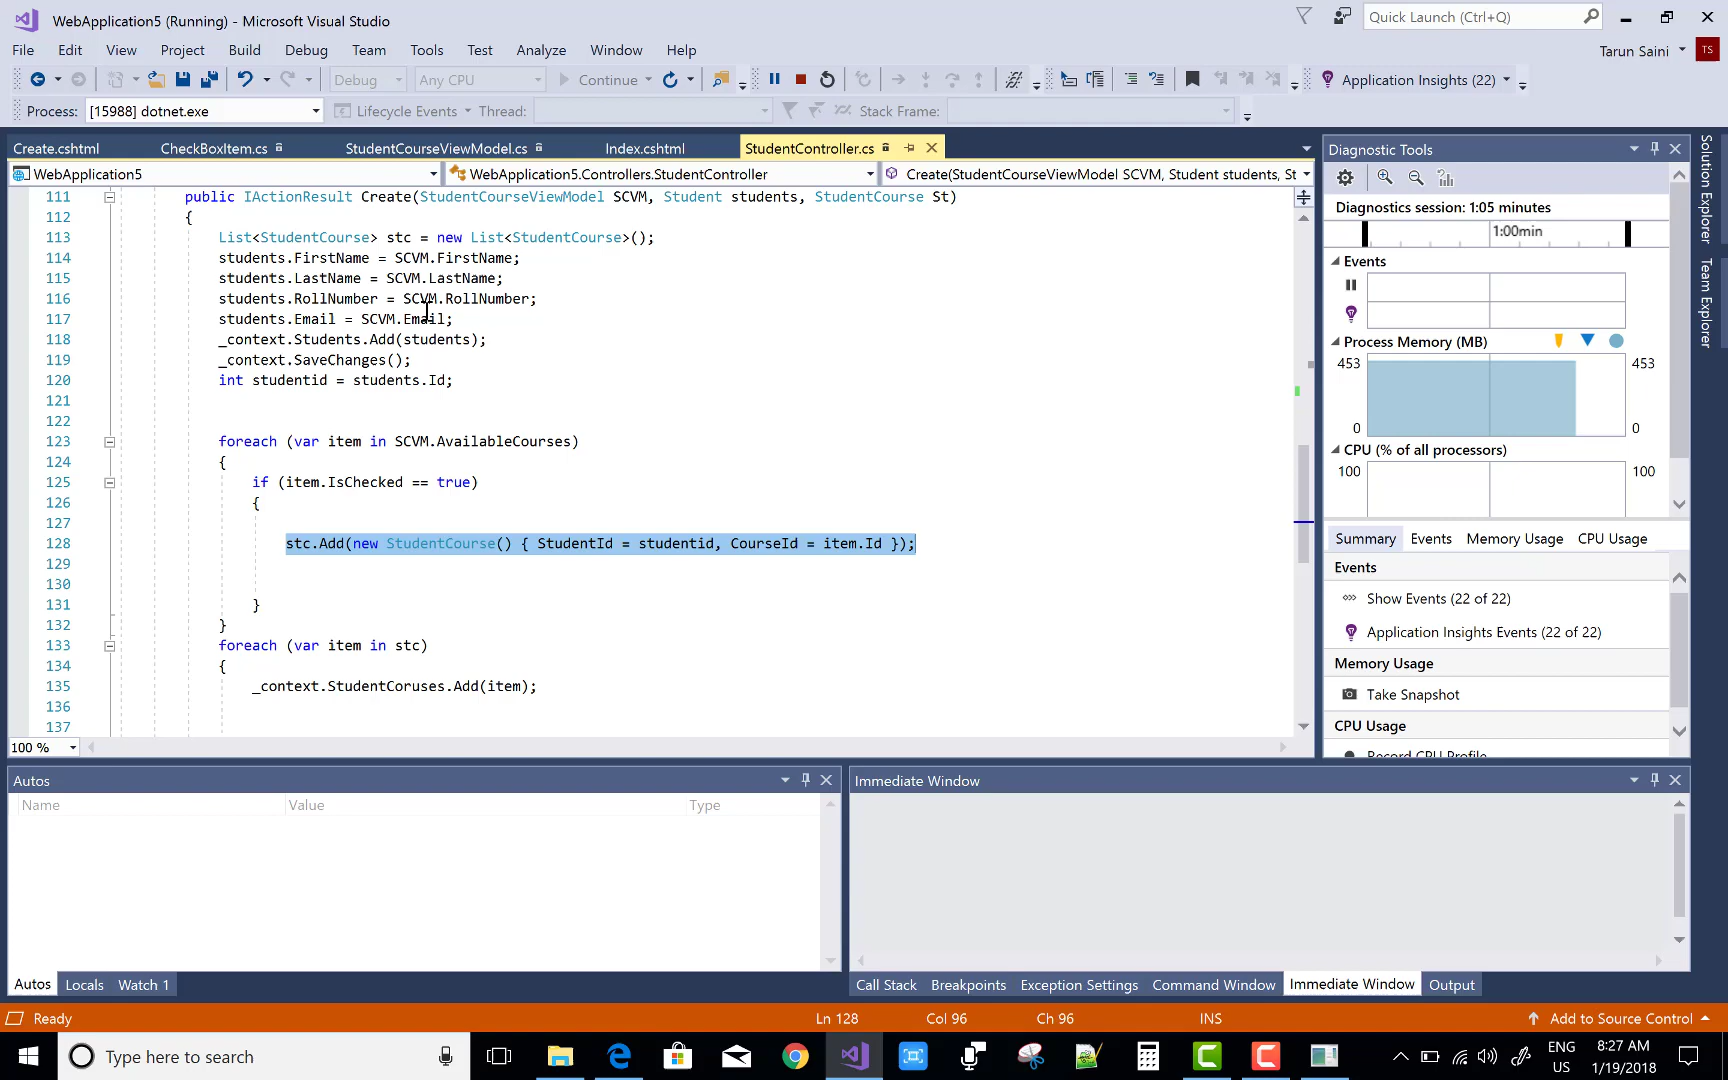 WebApplication5 (Running) - Microsoft Visual Studio
Quick Launch (Ctrl+Q)
File Edit View Project Build Debug Team Tools Test Analyze Window Help
Tarun Saini TS
Debug Any CPU Continue Application Insights (22)
Process: [15988] dotnet.exe Lifecycle Events Thread: Stack Frame:
Create.cshtml CheckBoxItem.cs StudentCourseViewModel.cs Index.cshtml StudentController.cs
WebApplication5 WebApplication5.Controllers.StudentController Create(StudentCourseViewModel SCVM, Student students, St
111 public IActionResult Create(StudentCourseViewModel SCVM, Student students, StudentCourse St)
112 {
113 List<StudentCourse> stc = new List<StudentCourse>();
114 students.FirstName = SCVM.FirstName;
115 students.LastName = SCVM.LastName;
116 students.RollNumber = SCVM.RollNumber;
117 students.Email = SCVM.Email;
118 _context.Students.Add(students);
119 _context.SaveChanges();
120 int studentid = students.Id;
121
122
123 foreach (var item in SCVM.AvailableCourses)
124 {
125 if (item.IsChecked == true)
126 {
127
128 stc.Add(new StudentCourse() { StudentId = studentid, CourseId = item.Id });
129
130
131 }
132 }
133 foreach (var item in stc)
134 {
135 _context.StudentCoruses.Add(item);
136
137
100 %
Diagnostic Tools
Diagnostics session: 1:05 minutes
1:00min
Events
Process Memory (MB)
453 453
0 0
CPU (% of all processors)
100 100
Summary Events Memory Usage CPU Usage
Events
Show Events (22 of 22)
Application Insights Events (22 of 22)
Memory Usage
Take Snapshot
CPU Usage
Record CPU Profile
Solution Explorer
Team Explorer
Autos
Name Value Type
Autos Locals Watch 1
Immediate Window
Call Stack Breakpoints Exception Settings Command Window Immediate Window Output
Ready Ln 128 Col 96 Ch 96 INS Add to Source Control
Type here to search
ENG
US
8:27 AM
1/19/2018